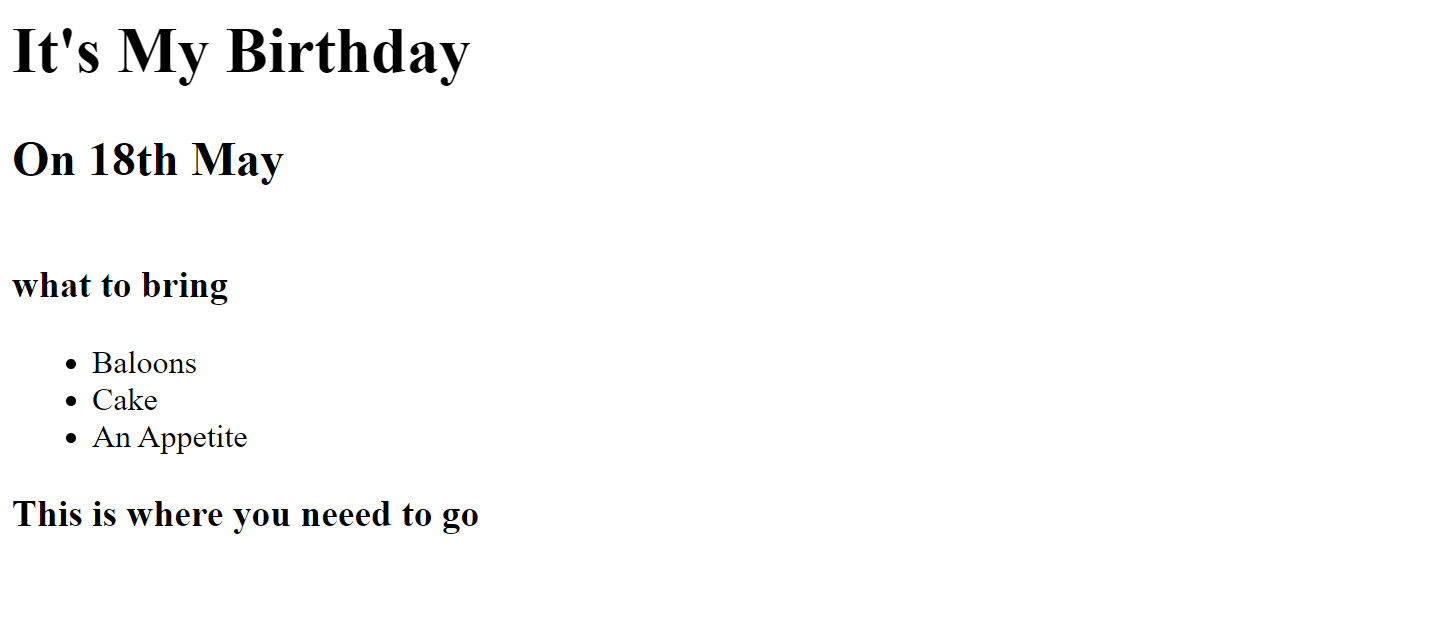 It's My Birthday
On 18th May
what to bring
Baloons
Cake
An Appetite
This is where you neeed to go